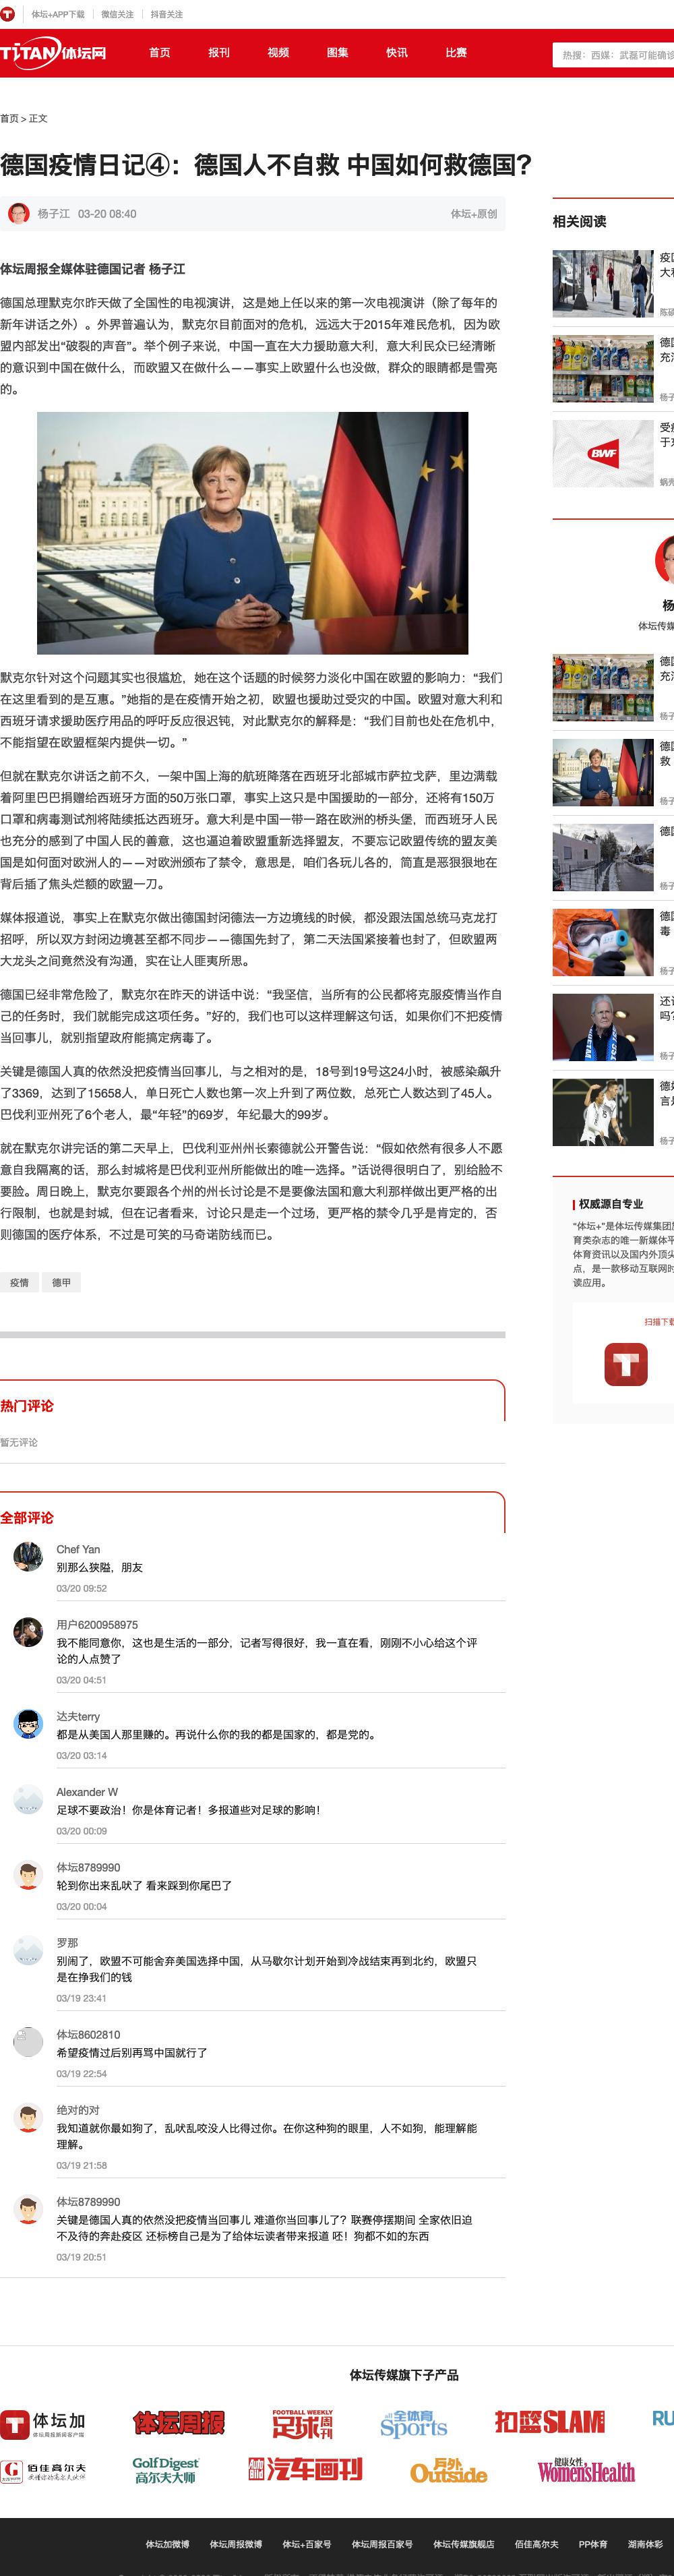 体坛+APP下载 微信关注 抖音关注
TiTAN体坛网 首页 报刊 视频 图集 快讯 比赛
热搜：西媒：武磊可能确诊
首页 > 正文
德国疫情日记④：德国人不自救 中国如何救德国？
杨子江 03-20 08:40 体坛+原创
体坛周报全媒体驻德国记者 杨子江
德国总理默克尔昨天做了全国性的电视演讲，这是她上任以来的第一次电视演讲（除了每年的
新年讲话之外）。外界普遍认为，默克尔目前面对的危机，远远大于2015年难民危机，因为欧
盟内部发出“破裂的声音”。举个例子来说，中国一直在大力援助意大利，意大利民众已经清晰
的意识到中国在做什么，而欧盟又在做什么——事实上欧盟什么也没做，群众的眼睛都是雪亮
的。
默克尔针对这个问题其实也很尴尬，她在这个话题的时候努力淡化中国在欧盟的影响力：“我们
在这里看到的是互惠。”她指的是在疫情开始之初，欧盟也援助过受灾的中国。欧盟对意大利和
西班牙请求援助医疗用品的呼吁反应很迟钝，对此默克尔的解释是：“我们目前也处在危机中，
不能指望在欧盟框架内提供一切。”
但就在默克尔讲话之前不久，一架中国上海的航班降落在西班牙北部城市萨拉戈萨，里边满载
着阿里巴巴捐赠给西班牙方面的50万张口罩，事实上这只是中国援助的一部分，还将有150万
口罩和病毒测试剂将陆续抵达西班牙。意大利是中国一带一路在欧洲的桥头堡，而西班牙人民
也充分的感到了中国人民的善意，这也逼迫着欧盟重新选择盟友，不要忘记欧盟传统的盟友美
国是如何面对欧洲人的——对欧洲颁布了禁令，意思是，咱们各玩儿各的，简直是恶狠狠地在
背后插了焦头烂额的欧盟一刀。
媒体报道说，事实上在默克尔做出德国封闭德法一方边境线的时候，都没跟法国总统马克龙打
招呼，所以双方封闭边境甚至都不同步——德国先封了，第二天法国紧接着也封了，但欧盟两
大龙头之间竟然没有沟通，实在让人匪夷所思。
德国已经非常危险了，默克尔在昨天的讲话中说：“我坚信，当所有的公民都将克服疫情当作自
己的任务时，我们就能完成这项任务。”好的，我们也可以这样理解这句话，如果你们不把疫情
当回事儿，就别指望政府能搞定病毒了。
关键是德国人真的依然没把疫情当回事儿，与之相对的是，18号到19号这24小时，被感染飙升
了3369，达到了15658人，单日死亡人数也第一次上升到了两位数，总死亡人数达到了45人。
巴伐利亚州死了6个老人，最“年轻”的69岁，年纪最大的99岁。
就在默克尔讲完话的第二天早上，巴伐利亚州州长索德就公开警告说：“假如依然有很多人不愿
意自我隔离的话，那么封城将是巴伐利亚州所能做出的唯一选择。”话说得很明白了，别给脸不
要脸。周日晚上，默克尔要跟各个州的州长讨论是不是要像法国和意大利那样做出更严格的出
行限制，也就是封城，但在记者看来，讨论只是走一个过场，更严格的禁令几乎是肯定的，否
则德国的医疗体系，不过是可笑的马奇诺防线而已。
疫情 德甲
热门评论
暂无评论
全部评论
Chef Yan
别那么狭隘，朋友
03/20 09:52
用户6200958975
我不能同意你，这也是生活的一部分，记者写得很好，我一直在看，刚刚不小心给这个评
论的人点赞了
03/20 04:51
达夫terry
都是从美国人那里赚的。再说什么你的我的都是国家的，都是党的。
03/20 03:14
Alexander W
足球不要政治！你是体育记者！多报道些对足球的影响！
03/20 00:09
体坛8789990
轮到你出来乱吠了 看来踩到你尾巴了
03/20 00:04
罗那
别闹了，欧盟不可能舍弃美国选择中国，从马歇尔计划开始到冷战结束再到北约，欧盟只
是在挣我们的钱
03/19 23:41
体坛8602810
希望疫情过后别再骂中国就行了
03/19 22:54
绝对的对
我知道就你最如狗了，乱吠乱咬没人比得过你。在你这种狗的眼里，人不如狗，能理解能
理解。
03/19 21:58
体坛8789990
关键是德国人真的依然没把疫情当回事儿 难道你当回事儿了？联赛停摆期间 全家依旧迫
不及待的奔赴疫区 还标榜自己是为了给体坛读者带来报道 呸！狗都不如的东西
03/19 20:51
相关阅读
疫
大利
陈
德国
充满
杨子
BWF
受疫
于
蜗壳
杨
体坛传媒
德国
充满
杨子
德国
救
杨子
德国
杨子
德国
毒
杨子
还
吗？
杨子
德
言
杨子
权威源自专业
“体坛+”是体坛传媒集团
育类杂志的唯一新媒体平
体育资讯以及国内外顶尖
点，是一款移动互联网时
读应用。
扫描下载
体坛传媒旗下子产品
体坛加 体坛周报 FOOTBALL WEEKLY 足球周刊 全体育 Sports 扣篮SLAM RU
佰佳高尔夫 Golf Digest 高尔夫大师 Auto Bild 汽车画刊 户外 Outside 健康女性 Women'sHealth
体坛加微博 体坛周报微博 体坛+百家号 体坛周报百家号 体坛传媒旗舰店 佰佳高尔夫 PP体育 湖南体彩